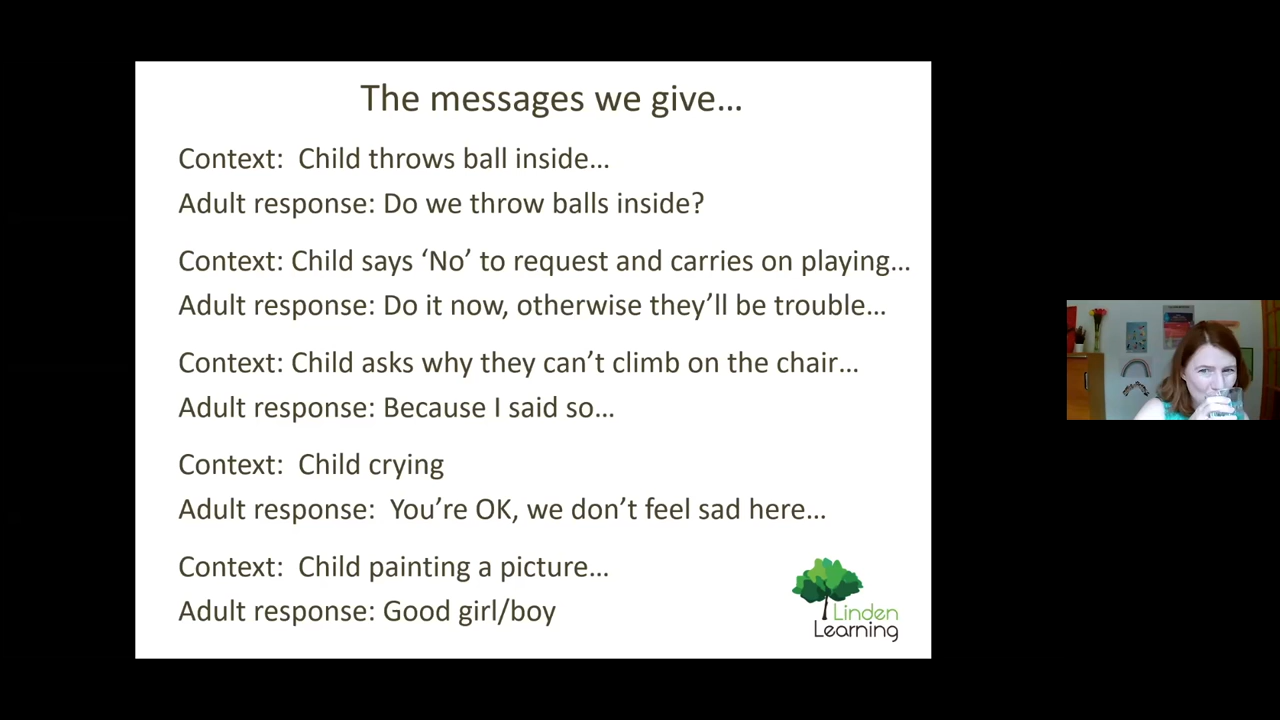 The messages we give…
Context:  Child throws ball inside…
Adult response: Do we throw balls inside?
Context: Child says ‘No’ to request and carries on playing…
Adult response: Do it now, otherwise they’ll be trouble…
Context: Child asks why they can’t climb on the chair…
Adult response: Because I said so…
Context:  Child crying
Adult response:  You’re OK, we don’t feel sad here…
Context:  Child painting a picture…
Adult response: Good girl/boy
Linden
Learning